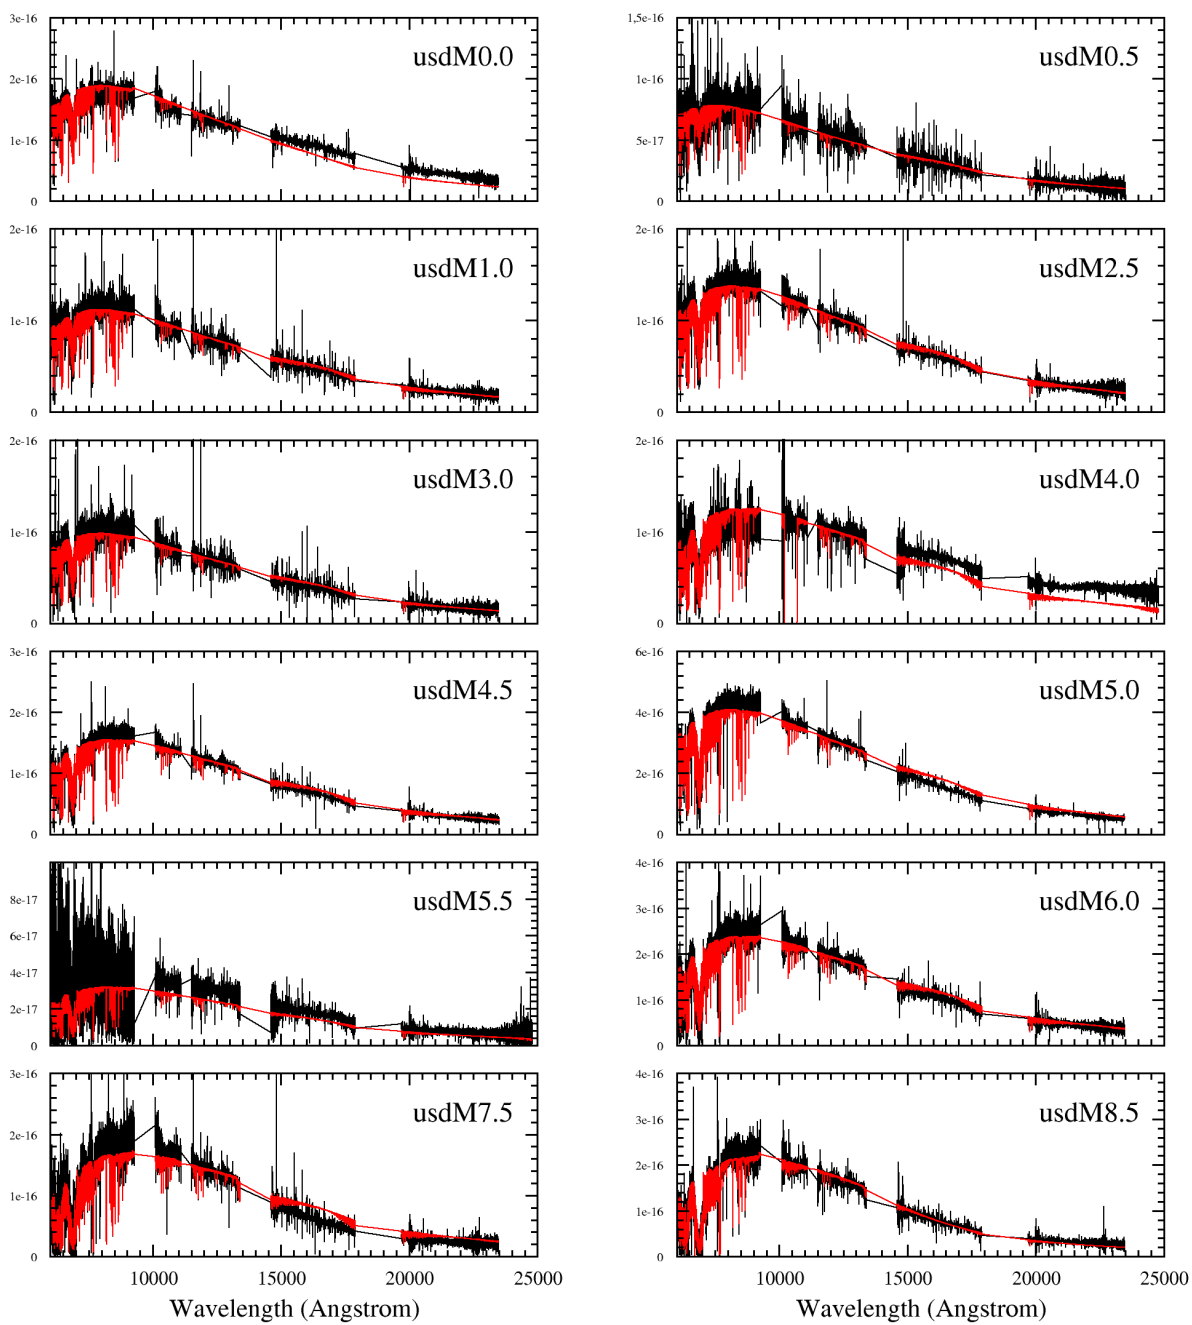 3e-16
2e-16
1e-16
0
usdM0.0
1,5e-16
1e-16
5e-17
0
usdM0.5
2e-16
1e-16
0
usdM1.0
2e-16
1e-16
0
usdM2.5
2e-16
1e-16
0
usdM3.0
2e-16
1e-16
0
usdM4.0
3e-16
2e-16
1e-16
0
usdM4.5
6e-16
4e-16
2e-16
0
usdM5.0
8e-17
6e-17
4e-17
2e-17
0
usdM5.5
4e-16
3e-16
2e-16
1e-16
0
usdM6.0
3e-16
2e-16
1e-16
0
usdM7.5
4e-16
3e-16
2e-16
1e-16
0
usdM8.5
10000 15000 20000 25000
10000 15000 20000 25000
Wavelength (Angstrom)
Wavelength (Angstrom)